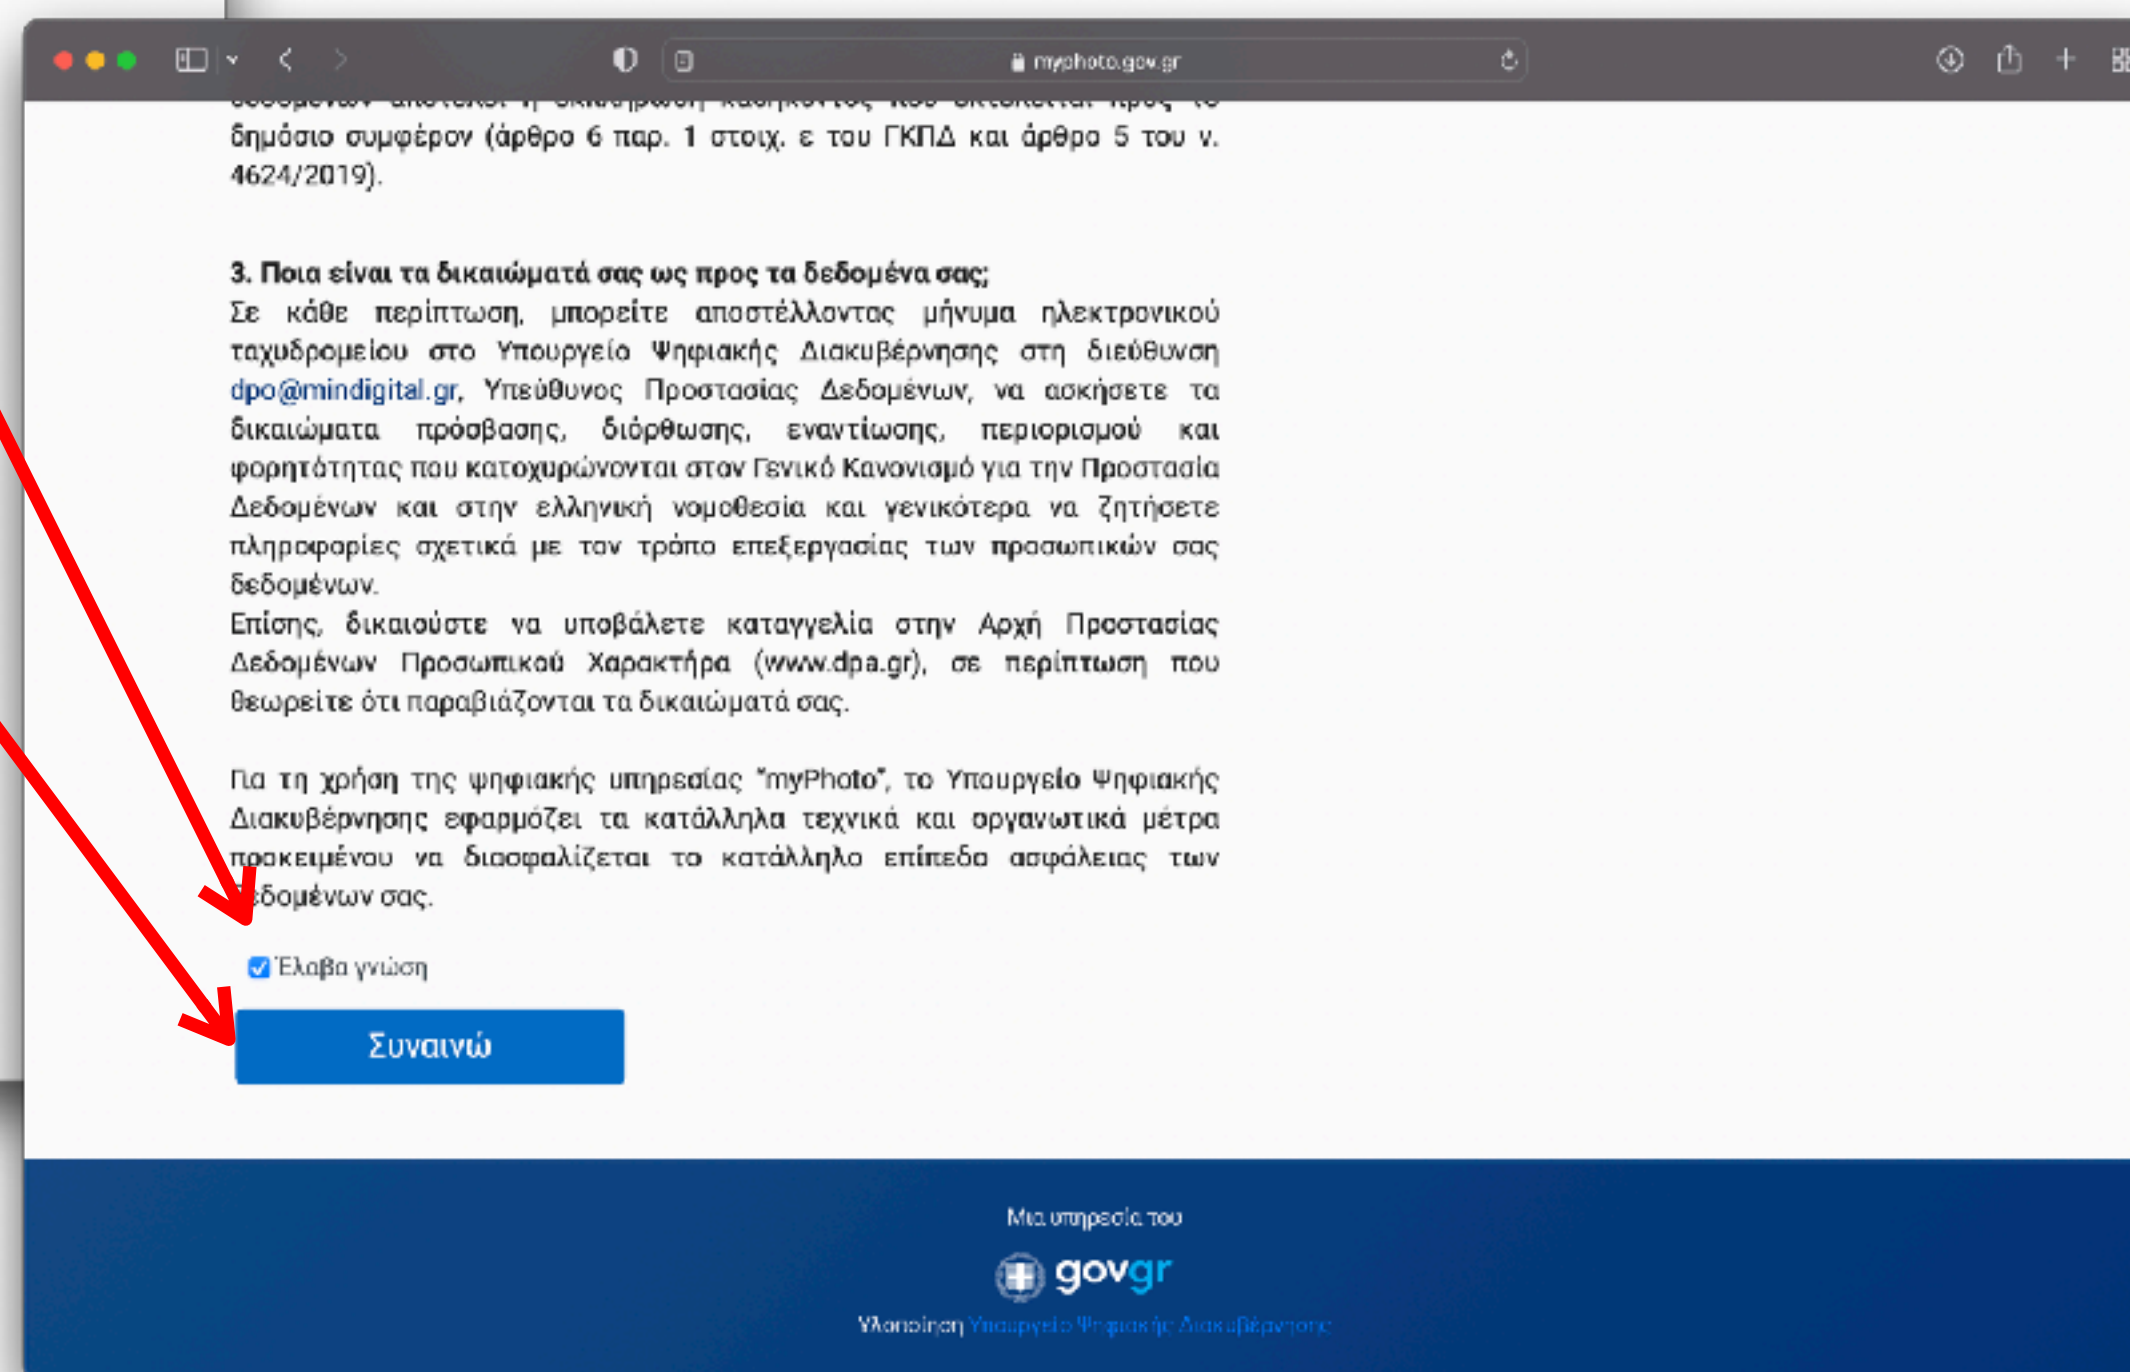 myphoto.gov.gr
δημόσιο συμφέρον (άρθρο 6 παρ. 1 στοιχ. ε του ΓΚΠΔ και άρθρο 5 του ν.
4624/2019).
3. Ποια είναι τα δικαιώματά σας ως προς τα δεδομένα σας;
Σε κάθε περίπτωση, μπορείτε αποστέλλοντας μήνυμα ηλεκτρονικού
ταχυδρομείου στο Υπουργείο Ψηφιακής Διακυβέρνησης στη διεύθυνση
dpo@mindigital.gr, Υπεύθυνος Προστασίας Δεδομένων, να ασκήσετε τα
δικαιώματα πρόσβασης, διόρθωσης, εναντίωσης, περιορισμού και
φορητότητας που κατοχυρώνονται στον Γενικό Κανονισμό για την Προστασία
Δεδομένων και στην ελληνική νομοθεσία και γενικότερα να ζητήσετε
πληροφορίες σχετικά με τον τρόπο επεξεργασίας των προσωπικών σας
δεδομένων.
Επίσης, δικαιούστε να υποβάλετε καταγγελία στην Αρχή Προστασίας
Δεδομένων Προσωπικού Χαρακτήρα (www.dpa.gr), σε περίπτωση που
θεωρείτε ότι παραβιάζονται τα δικαιώματά σας.
Για τη χρήση της ψηφιακής υπηρεσίας "myPhoto", το Υπουργείο Ψηφιακής
Διακυβέρνησης εφαρμόζει τα κατάλληλα τεχνικά και οργανωτικά μέτρα
προκειμένου να διασφαλίζεται το κατάλληλο επίπεδο ασφάλειας των
δεδομένων σας.
Έλαβα γνώση
Συναινώ
Μια υπηρεσία του
govgr
Υλοποίηση Υπουργείο Ψηφιακής Διακυβέρνησης